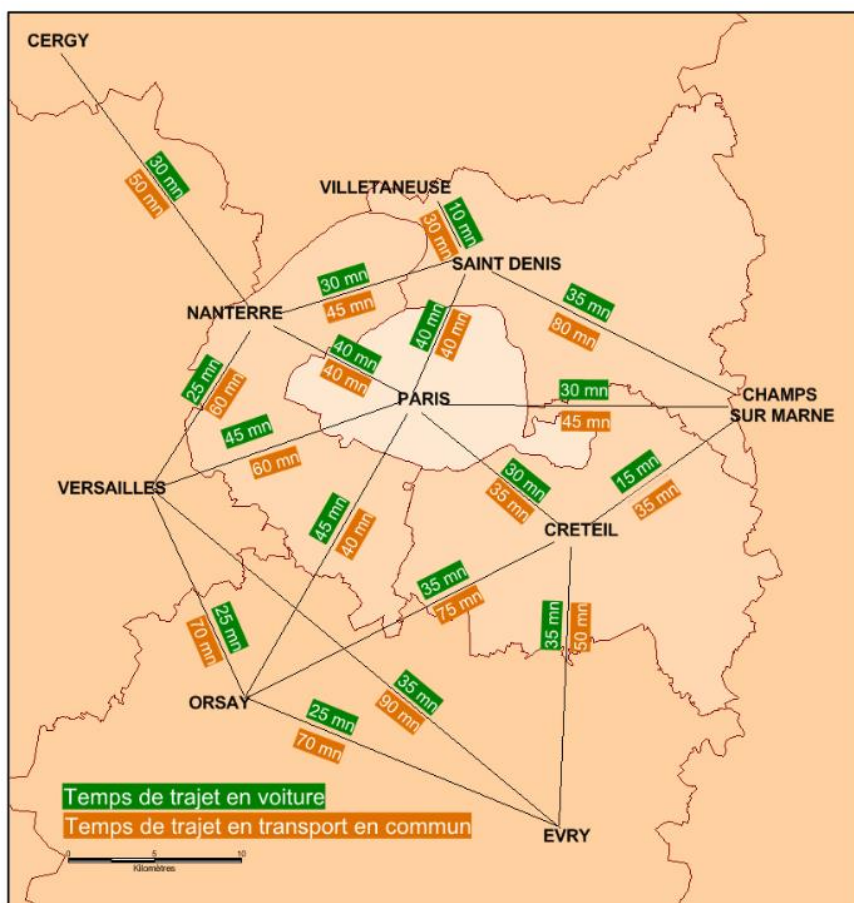 CERGY
30 mn
50 mn
VILLETANEUSE
10 mn
30 mn
SAINT DENIS
30 mn
45 mn
NANTERRE
35 mn
80 mn
40 mn
40 mn
40 mn
40 mn
25 mn
60 mn
PARIS
30 mn
45 mn
CHAMPS
SUR MARNE
45 mn
60 mn
VERSAILLES
30 mn
35 mn
15 mn
35 mn
CRETEIL
45 mn
40 mn
35 mn
75 mn
35 mn
50 mn
25 mn
70 mn
ORSAY
35 mn
90 mn
25 mn
70 mn
Temps de trajet en voiture
Temps de trajet en transport en commun
EVRY
0 5 10
Kilomètres